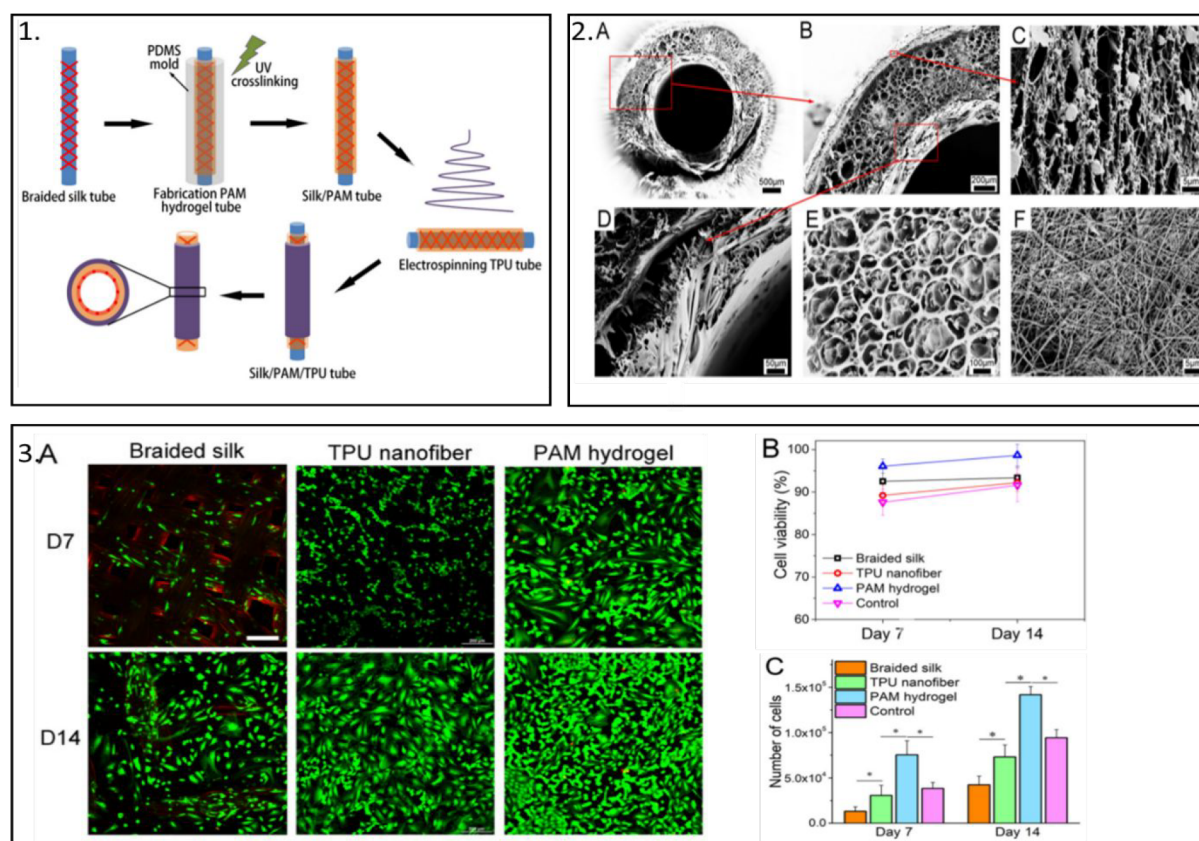 1.
PDMS
mold
UV
crosslinking
Braided silk tube
Fabrication PAM
hydrogel tube
Silk/PAM
tube
Electrospinning TPU tube
Silk/PAM/TPU tube
2.
A
500μm
B
200μm
C
5μm
D
50μm
E
100μm
F
5μm
3.
A
Braided silk
TPU nanofiber
PAM hydrogel
D7
D14
B
Cell viability (%)
100
90
80
70
60
Braided silk
TPU nanofiber
PAM hydrogel
Control
Day 7
Day 14
C
Number of cells
1.5x10⁵
1.0x10⁵
5.0x10⁴
0.0
Braided silk
TPU nanofiber
PAM hydrogel
Control
* * *
* * *
Day 7
Day 14